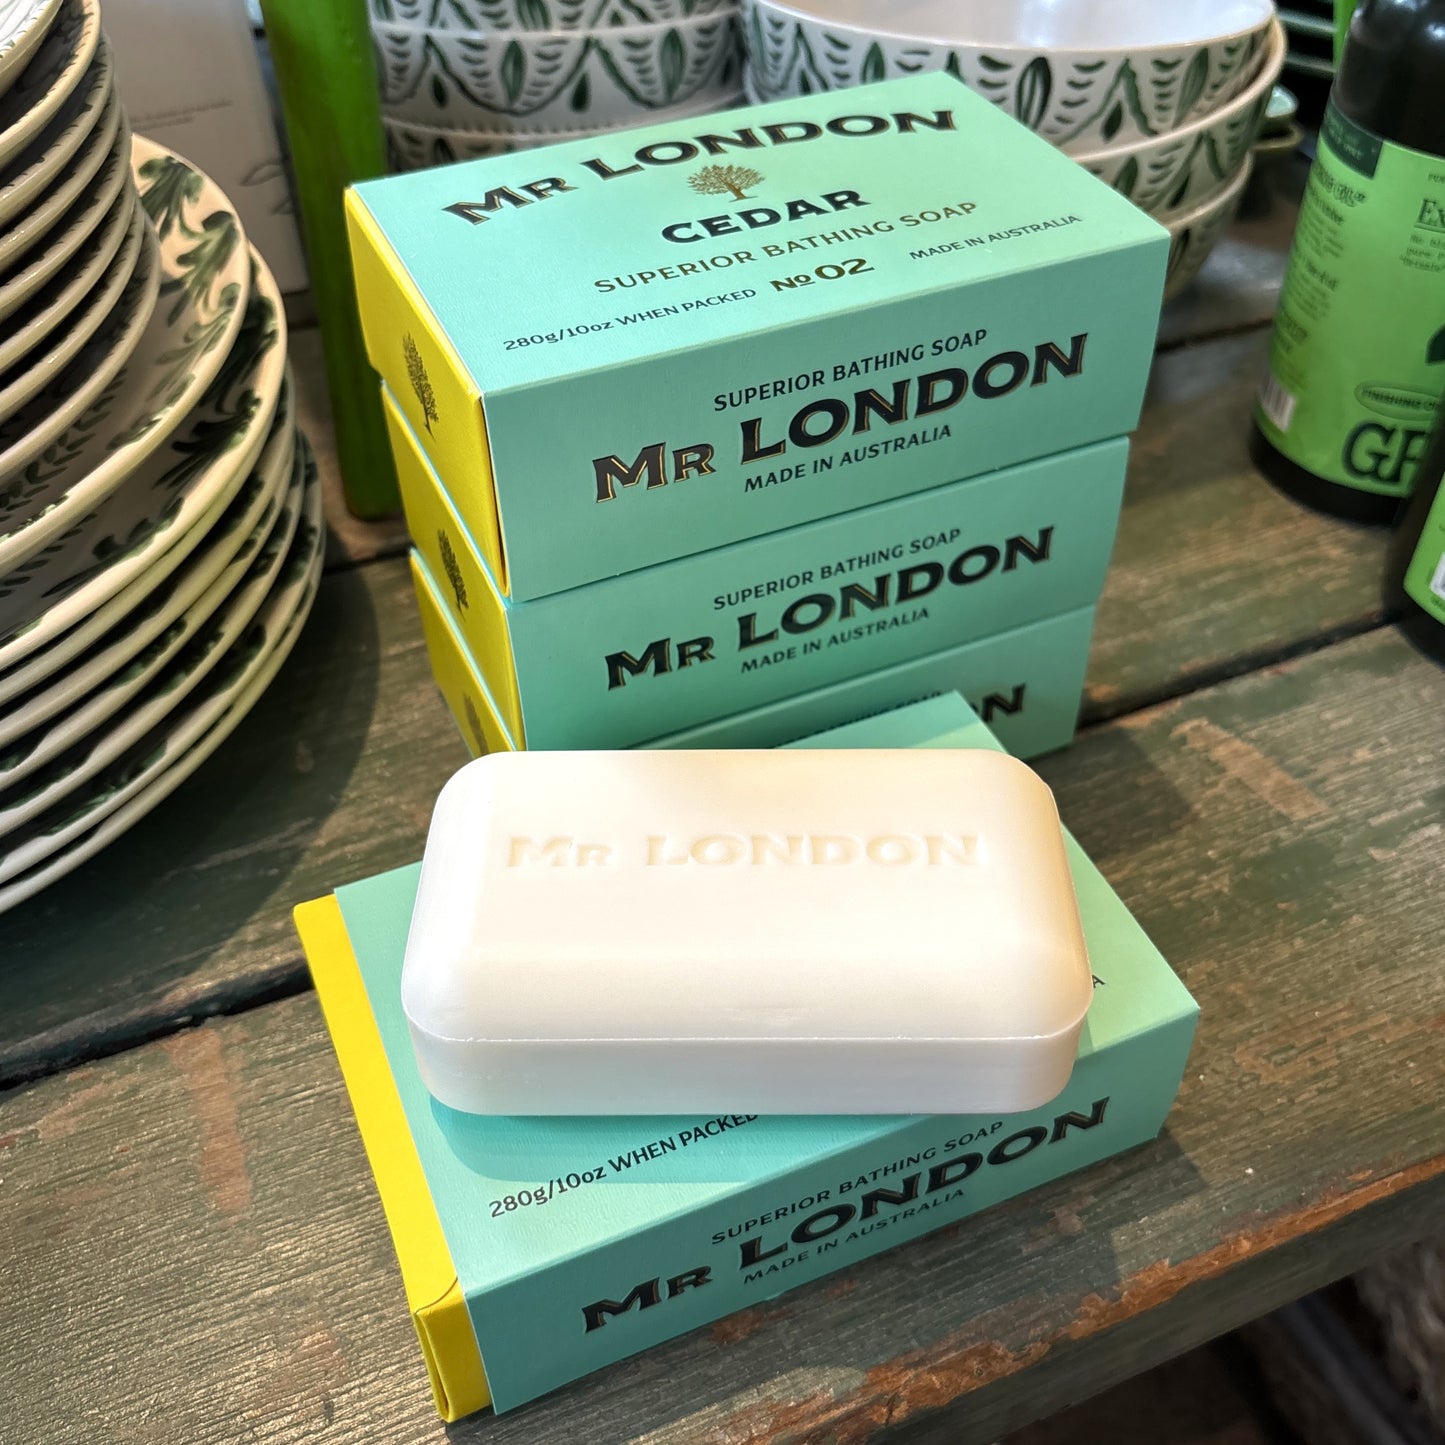 MR LONDON
CEDAR
SUPERIOR BATHING SOAP
280g/10oz WHEN PACKED № 02 MADE IN AUSTRALIA
SUPERIOR BATHING SOAP
MR LONDON
MADE IN AUSTRALIA
SUPERIOR BATHING SOAP
MR LONDON
MADE IN AUSTRALIA
MR LONDON
280g/10oz WHEN PACKED
SUPERIOR BATHING SOAP
MR LONDON
MADE IN AUSTRALIA